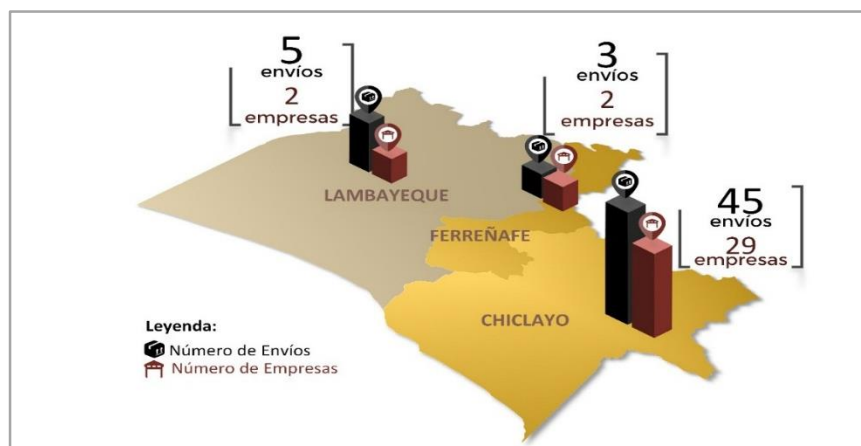 5
envíos
2
empresas
3
envíos
2
empresas
LAMBAYEQUE
45
envíos
29
empresas
FERREÑAFE
CHICLAYO
Leyenda:
Número de Envíos
Número de Empresas